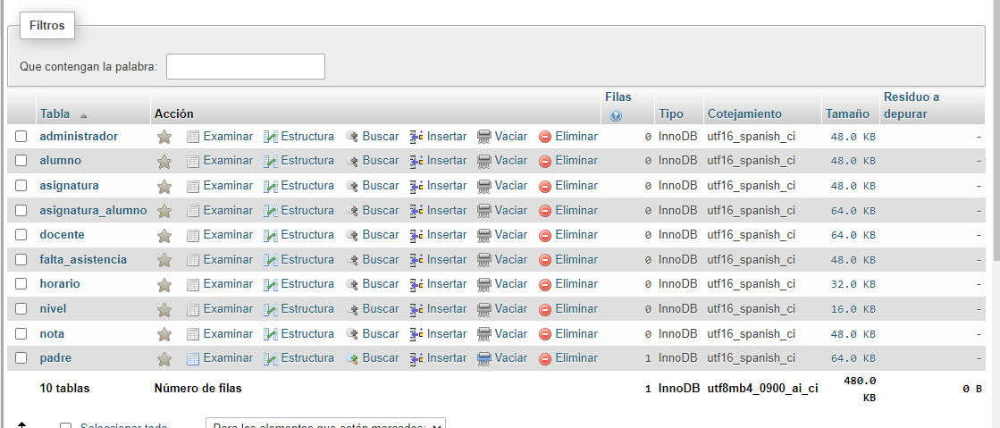 Filtros
Que contengan la palabra:
Tabla Acción Filas Tipo Cotejamiento Tamaño Residuo a depurar
administrador Examinar Estructura Buscar Insertar Vaciar Eliminar 0 InnoDB utf16_spanish_ci 48.0 KB -
alumno Examinar Estructura Buscar Insertar Vaciar Eliminar 0 InnoDB utf16_spanish_ci 48.0 KB -
asignatura Examinar Estructura Buscar Insertar Vaciar Eliminar 0 InnoDB utf16_spanish_ci 48.0 KB -
asignatura_alumno Examinar Estructura Buscar Insertar Vaciar Eliminar 0 InnoDB utf16_spanish_ci 64.0 KB -
docente Examinar Estructura Buscar Insertar Vaciar Eliminar 0 InnoDB utf16_spanish_ci 64.0 KB -
falta_asistencia Examinar Estructura Buscar Insertar Vaciar Eliminar 0 InnoDB utf16_spanish_ci 48.0 KB -
horario Examinar Estructura Buscar Insertar Vaciar Eliminar 0 InnoDB utf16_spanish_ci 32.0 KB -
nivel Examinar Estructura Buscar Insertar Vaciar Eliminar 0 InnoDB utf16_spanish_ci 16.0 KB -
nota Examinar Estructura Buscar Insertar Vaciar Eliminar 0 InnoDB utf16_spanish_ci 48.0 KB -
padre Examinar Estructura Buscar Insertar Vaciar Eliminar 1 InnoDB utf16_spanish_ci 64.0 KB -
10 tablas Número de filas 1 InnoDB utf8mb4_0900_ai_ci 480.0 KB 0 B
Seleccionar todo Para los elementos que están marcados: